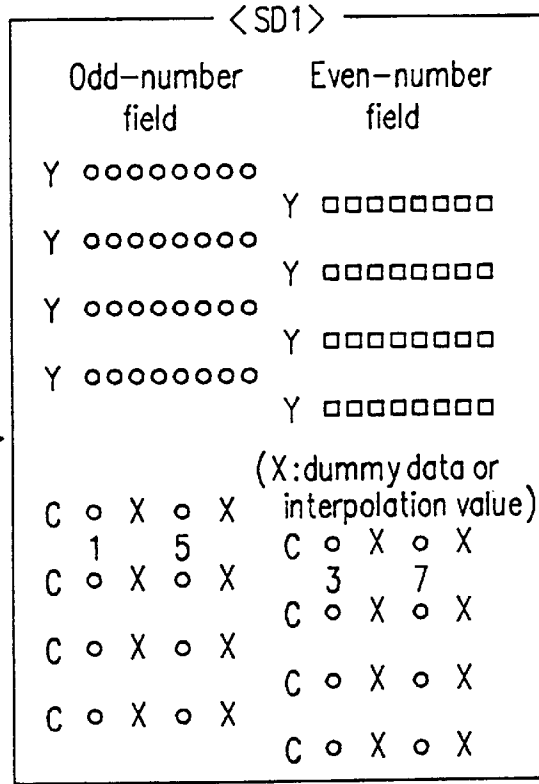 <SD1>
Odd-number field
Even-number field
Y oooooooo
Y □□□□□□□□
Y oooooooo
Y □□□□□□□□
Y oooooooo
Y □□□□□□□□
Y oooooooo
Y □□□□□□□□
(X:dummy data or interpolation value)
C o X o X
C o X o X
1 5
3 7
C o X o X
C o X o X
C o X o X
C o X o X
C o X o X
C o X o X